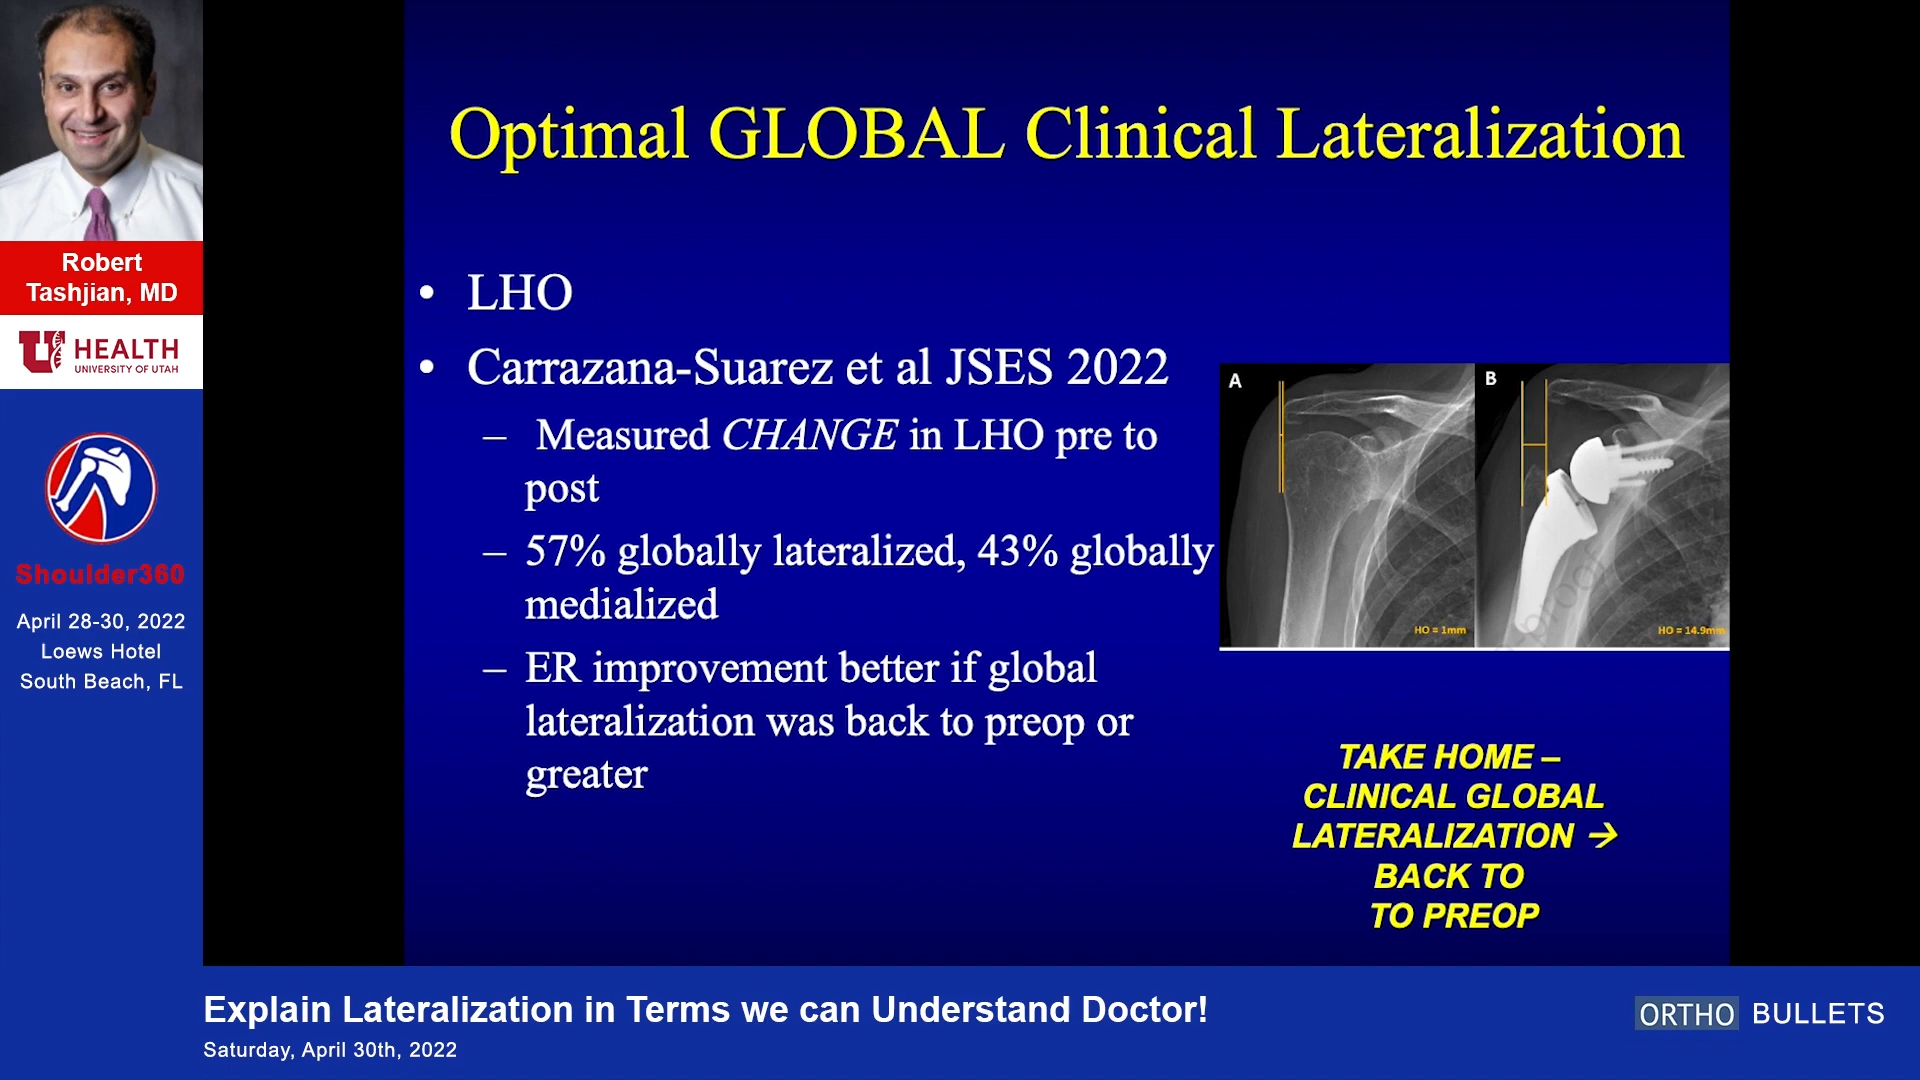 Optimal GLOBAL Clinical Lateralization
• LHO
• Carrazana-Suarez et al JSES 2022
– Measured CHANGE in LHO pre to
post
– 57% globally lateralized, 43% globally
medialized
– ER improvement better if global
lateralization was back to preop or
greater
A
B
HO = 1mm
HO = 14.9mm
TAKE HOME –
CLINICAL GLOBAL
LATERALIZATION →
BACK TO
TO PREOP
Robert
Tashjian, MD
U HEALTH
UNIVERSITY OF UTAH
Shoulder360
April 28-30, 2022
Loews Hotel
South Beach, FL
Explain Lateralization in Terms we can Understand Doctor!
Saturday, April 30th, 2022
ORTHO BULLETS